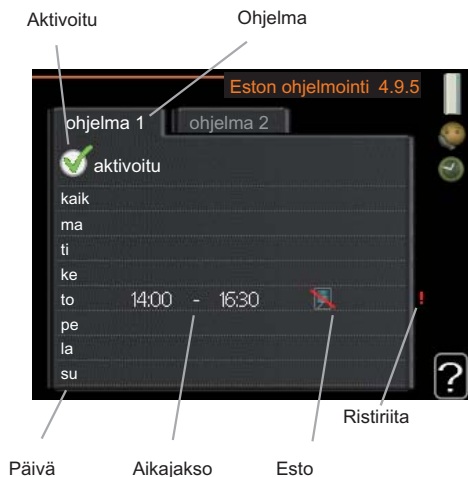 Aktivoitu Ohjelma
Eston ohjelmointi 4.9.5
ohjelma 1 ohjelma 2
aktivoitu
kaik
ma
ti
ke
to 14:00 - 16:30 !
pe
la
su
?
Ristiriita
Päivä Aikajakso Esto